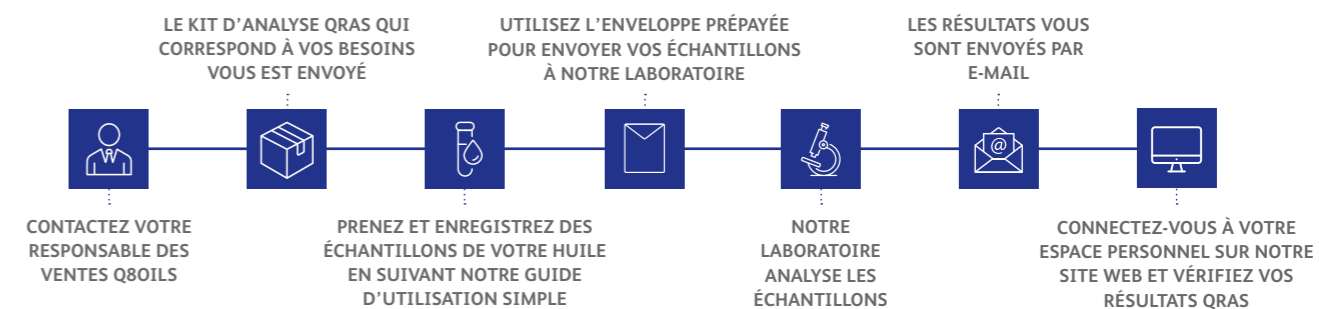 CONTACTEZ VOTRE
RESPONSABLE DES
VENTES Q8OILS
LE KIT D'ANALYSE QRAS QUI
CORRESPOND À VOS BESOINS
VOUS EST ENVOYÉ
PRENEZ ET ENREGISTREZ DES
ÉCHANTILLONS DE VOTRE HUILE
EN SUIVANT NOTRE GUIDE
D'UTILISATION SIMPLE
UTILISEZ L'ENVELOPPE PRÉPAYÉE
POUR ENVOYER VOS ÉCHANTILLONS
À NOTRE LABORATOIRE
NOTRE
LABORATOIRE
ANALYSE LES
ÉCHANTILLONS
LES RÉSULTATS VOUS
SONT ENVOYÉS PAR
E-MAIL
@
CONNECTEZ-VOUS À VOTRE
ESPACE PERSONNEL SUR NOTRE
SITE WEB ET VÉRIFIEZ VOS
RÉSULTATS QRAS